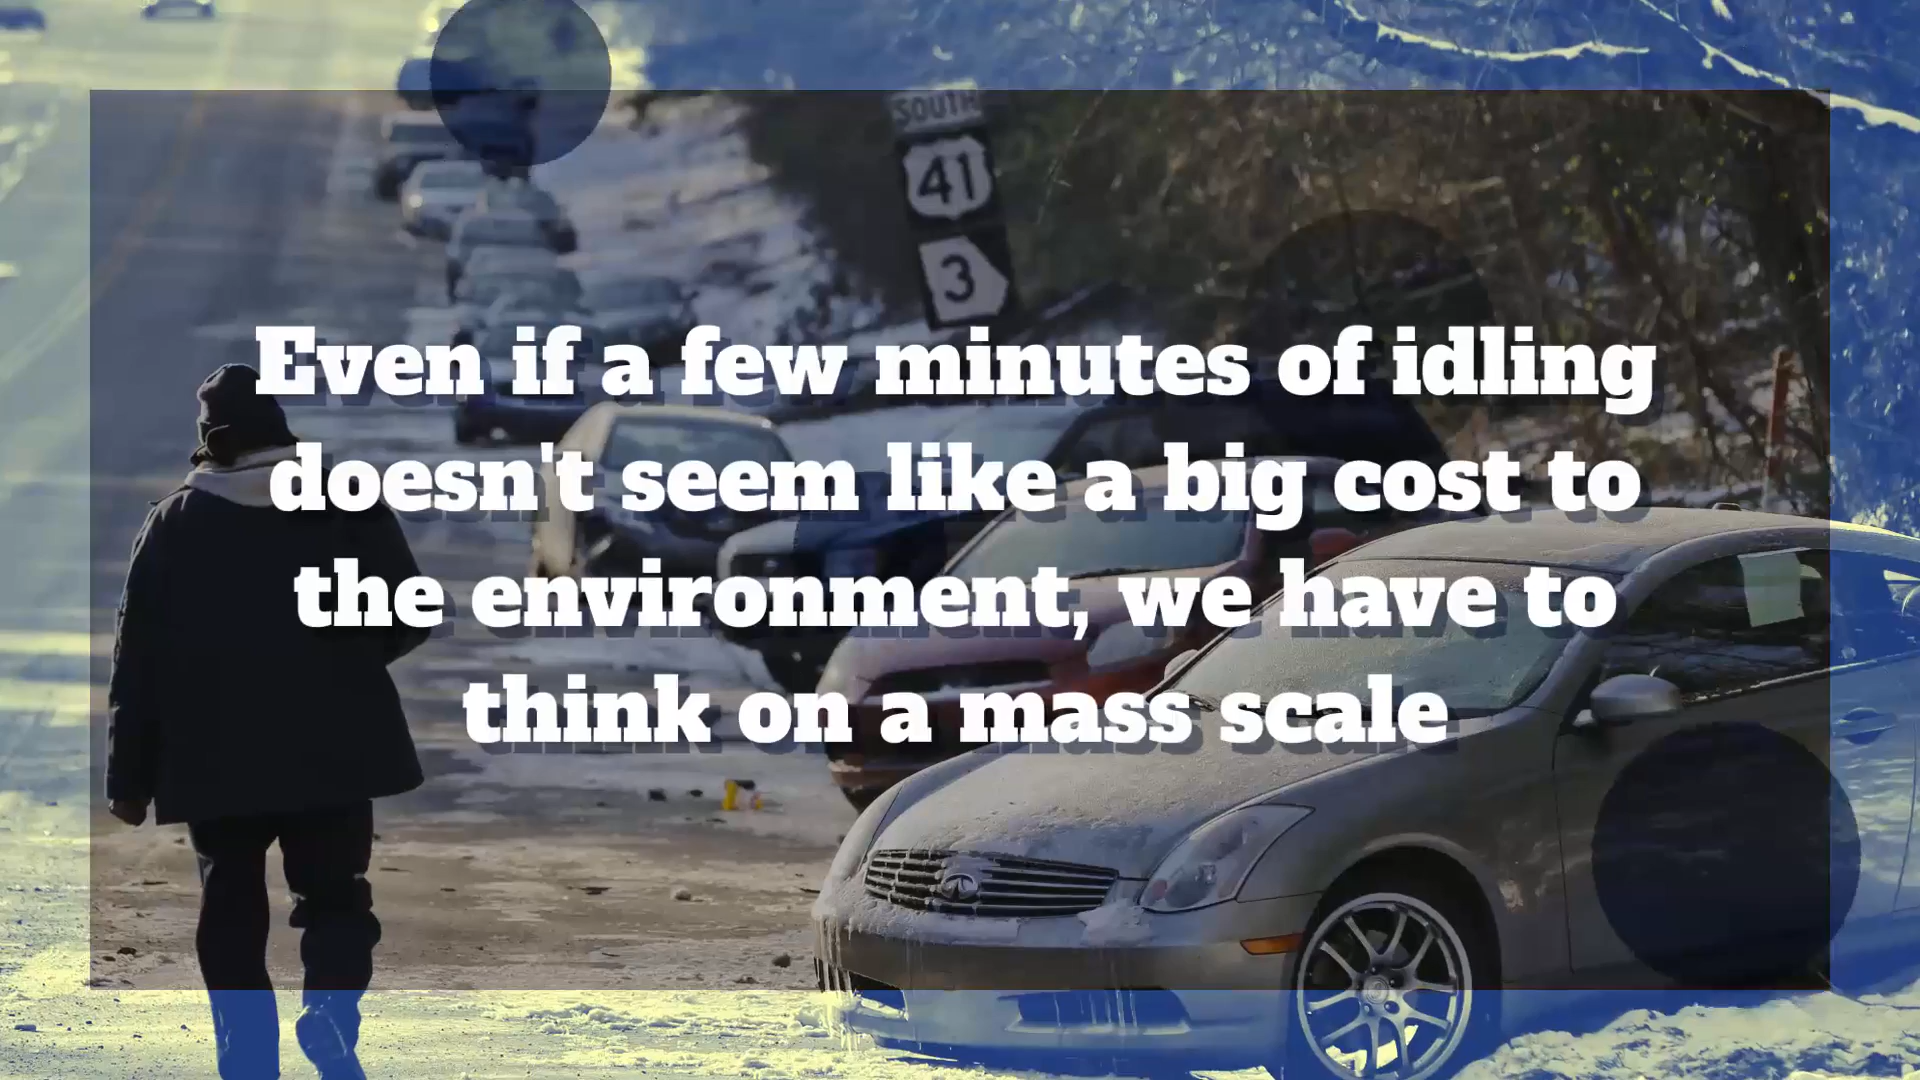 SOUTH
41
3
Even if a few minutes of idling
doesn't seem like a big cost to
the environment, we have to
think on a mass scale